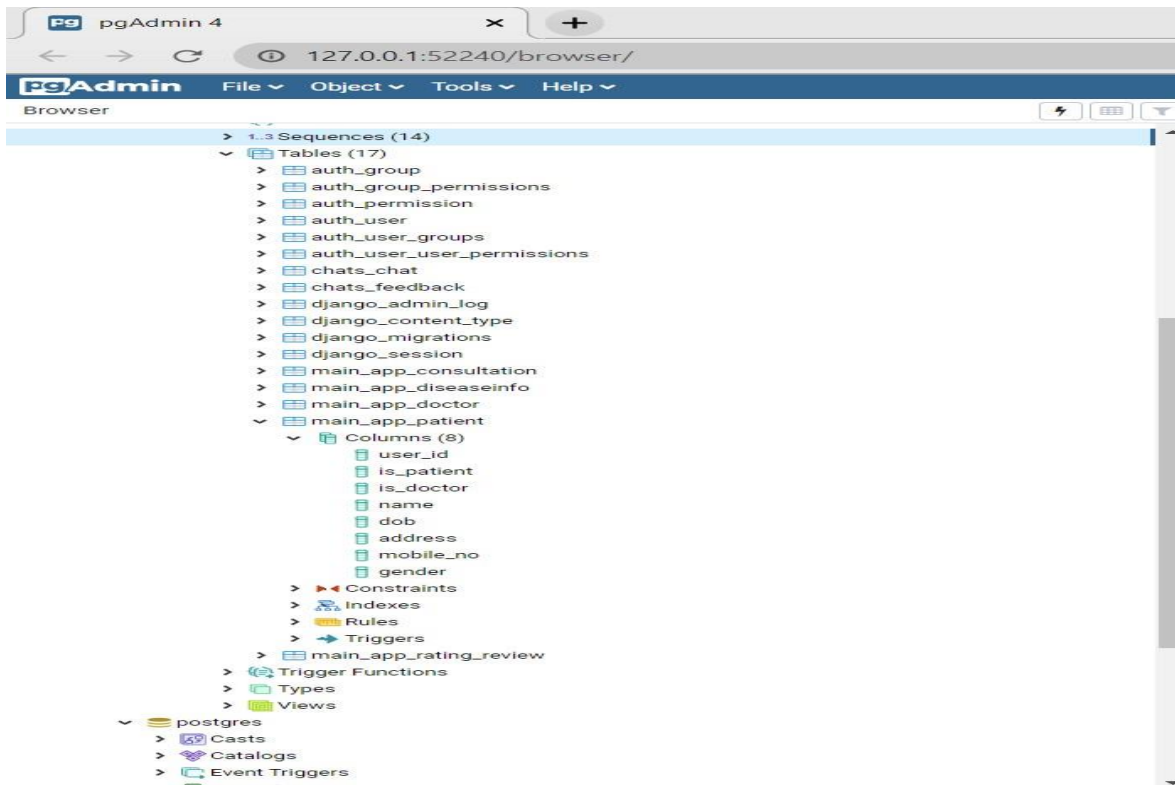 pgAdmin 4
127.0.0.1:52240/browser/
pgAdmin File Object Tools Help
Browser
1..3 Sequences (14)
Tables (17)
auth_group
auth_group_permissions
auth_permission
auth_user
auth_user_groups
auth_user_user_permissions
chats_chat
chats_feedback
django_admin_log
django_content_type
django_migrations
django_session
main_app_consultation
main_app_diseaseinfo
main_app_doctor
main_app_patient
Columns (8)
user_id
is_patient
is_doctor
name
dob
address
mobile_no
gender
Constraints
Indexes
Rules
Triggers
main_app_rating_review
Trigger Functions
Types
Views
postgres
Casts
Catalogs
Event Triggers